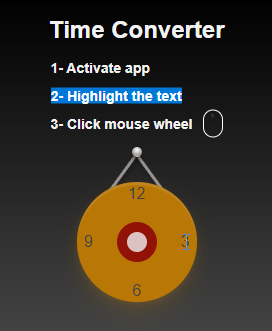 Time Converter
1- Activate app
2- Highlight the text
3- Click mouse wheel
12
9
3
6